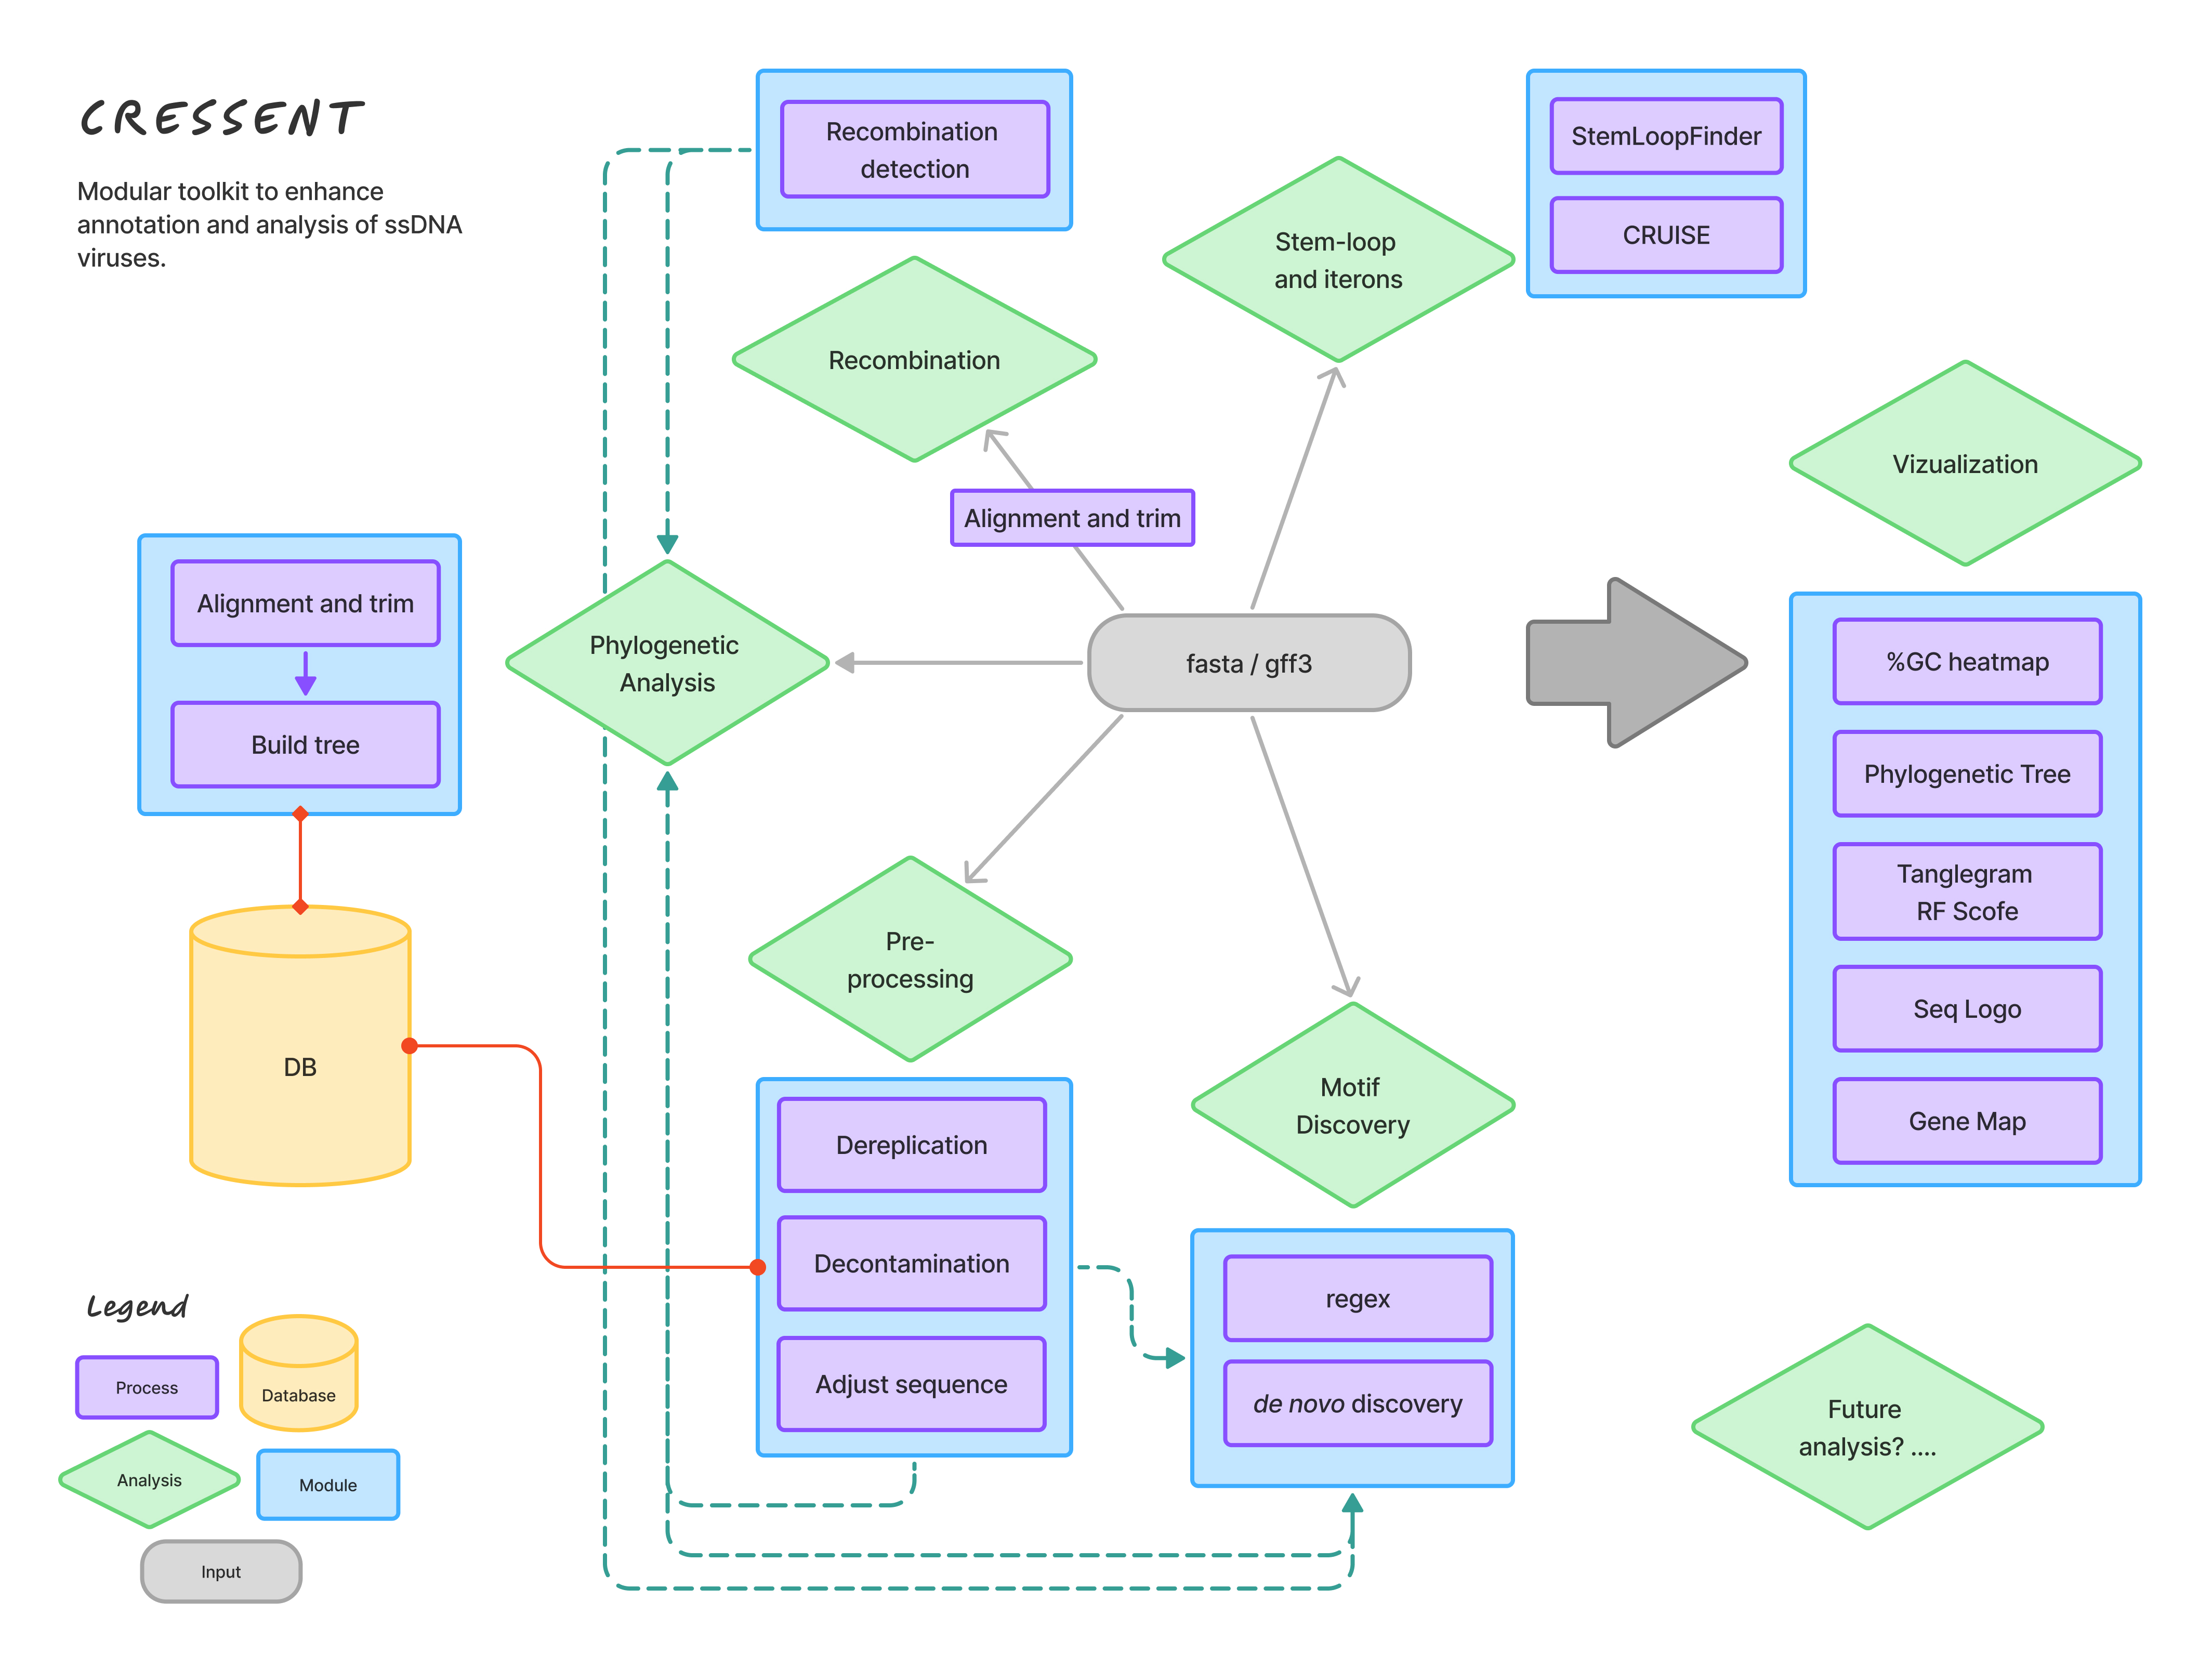 CRESSENT
Modular toolkit to enhance
annotation and analysis of ssDNA
viruses.
Recombination
detection
StemLoopFinder
CRUISE
Stem-loop
and iterons
Recombination
Vizualization
Alignment and trim
Alignment and trim
Build tree
Phylogenetic
Analysis
fasta / gff3
%GC heatmap
Phylogenetic Tree
Tanglegram
RF Scofe
Seq Logo
Gene Map
Pre-
processing
DB
Motif
Discovery
Dereplication
Decontamination
Adjust sequence
regex
de novo discovery
Future
analysis? ....
Legend
Process
Database
Analysis
Module
Input